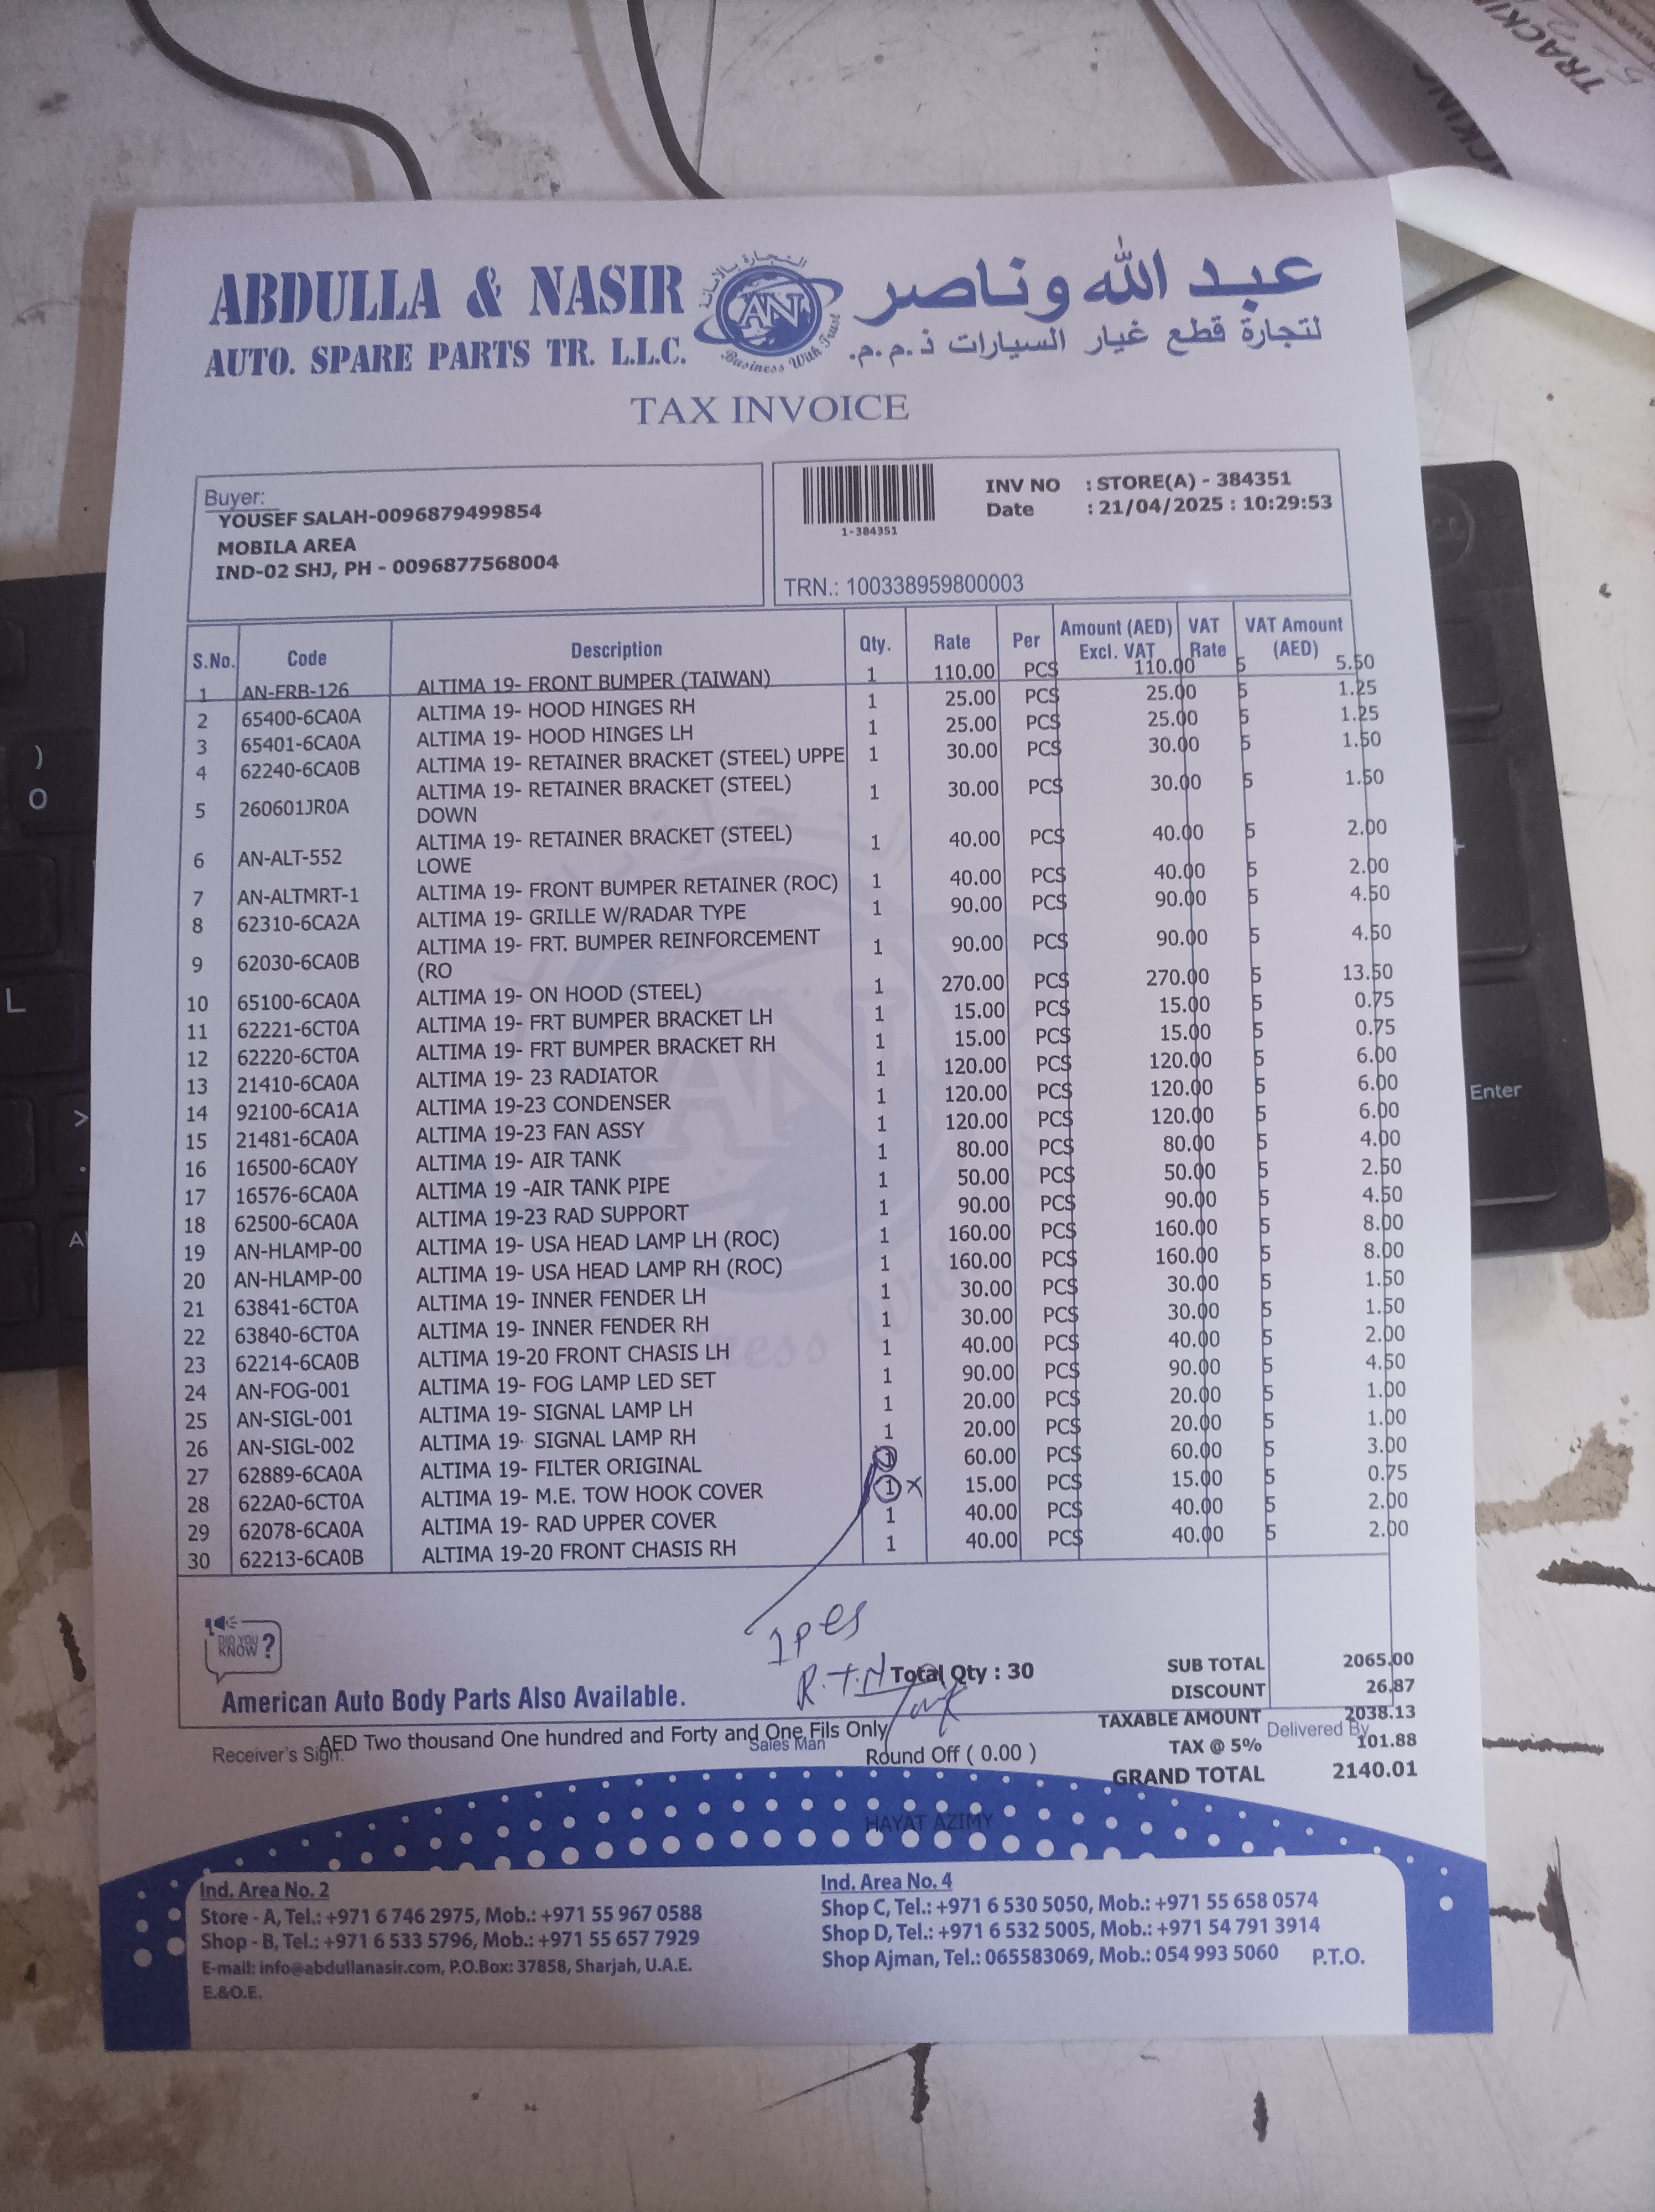 TRACKIN
CKING
ABDULLA & NASIR
AUTO. SPARE PARTS TR. L.L.C.
التجارة بالأمانة
AN
Business With Trust
عبد الله وناصر
لتجارة قطع غيار السيارات ذ.م.م.
TAX INVOICE
Buyer:
YOUSEF SALAH-0096879499854
MOBILA AREA
IND-02 SHJ, PH - 0096877568004
1-384351
INV NO : STORE(A) - 384351
Date : 21/04/2025 : 10:29:53
TRN.: 100338959800003
S.No. Code Description Qty. Rate Per Amount (AED) Excl. VAT VAT Rate VAT Amount (AED)
1 AN-FRB-126 ALTIMA 19- FRONT BUMPER (TAIWAN) 1 110.00 PCS 110.00 5 5.50
2 65400-6CA0A ALTIMA 19- HOOD HINGES RH 1 25.00 PCS 25.00 5 1.25
3 65401-6CA0A ALTIMA 19- HOOD HINGES LH 1 25.00 PCS 25.00 5 1.25
4 62240-6CA0B ALTIMA 19- RETAINER BRACKET (STEEL) UPPE 1 30.00 PCS 30.00 5 1.50
5 260601JR0A ALTIMA 19- RETAINER BRACKET (STEEL) DOWN 1 30.00 PCS 30.00 5 1.50
6 AN-ALT-552 ALTIMA 19- RETAINER BRACKET (STEEL) LOWE 1 40.00 PCS 40.00 5 2.00
7 AN-ALTMRT-1 ALTIMA 19- FRONT BUMPER RETAINER (ROC) 1 40.00 PCS 40.00 5 2.00
8 62310-6CA2A ALTIMA 19- GRILLE W/RADAR TYPE 1 90.00 PCS 90.00 5 4.50
9 62030-6CA0B ALTIMA 19- FRT. BUMPER REINFORCEMENT (RO 1 90.00 PCS 90.00 5 4.50
10 65100-6CA0A ALTIMA 19- ON HOOD (STEEL) 1 270.00 PCS 270.00 5 13.50
11 62221-6CT0A ALTIMA 19- FRT BUMPER BRACKET LH 1 15.00 PCS 15.00 5 0.75
12 62220-6CT0A ALTIMA 19- FRT BUMPER BRACKET RH 1 15.00 PCS 15.00 5 0.75
13 21410-6CA0A ALTIMA 19- 23 RADIATOR 1 120.00 PCS 120.00 5 6.00
14 92100-6CA1A ALTIMA 19-23 CONDENSER 1 120.00 PCS 120.00 5 6.00
15 21481-6CA0A ALTIMA 19-23 FAN ASSY 1 120.00 PCS 120.00 5 6.00
16 16500-6CA0Y ALTIMA 19- AIR TANK 1 80.00 PCS 80.00 5 4.00
17 16576-6CA0A ALTIMA 19 -AIR TANK PIPE 1 50.00 PCS 50.00 5 2.50
18 62500-6CA0A ALTIMA 19-23 RAD SUPPORT 1 90.00 PCS 90.00 5 4.50
19 AN-HLAMP-00 ALTIMA 19- USA HEAD LAMP LH (ROC) 1 160.00 PCS 160.00 5 8.00
20 AN-HLAMP-00 ALTIMA 19- USA HEAD LAMP RH (ROC) 1 160.00 PCS 160.00 5 8.00
21 63841-6CT0A ALTIMA 19- INNER FENDER LH 1 30.00 PCS 30.00 5 1.50
22 63840-6CT0A ALTIMA 19- INNER FENDER RH 1 30.00 PCS 30.00 5 1.50
23 62214-6CA0B ALTIMA 19-20 FRONT CHASIS LH 1 40.00 PCS 40.00 5 2.00
24 AN-FOG-001 ALTIMA 19- FOG LAMP LED SET 1 90.00 PCS 90.00 5 4.50
25 AN-SIGL-001 ALTIMA 19- SIGNAL LAMP LH 1 20.00 PCS 20.00 5 1.00
26 AN-SIGL-002 ALTIMA 19- SIGNAL LAMP RH 1 20.00 PCS 20.00 5 1.00
27 62889-6CA0A ALTIMA 19- FILTER ORIGINAL 1 60.00 PCS 60.00 5 3.00
28 622A0-6CT0A ALTIMA 19- M.E. TOW HOOK COVER 1 x 15.00 PCS 15.00 5 0.75
29 62078-6CA0A ALTIMA 19- RAD UPPER COVER 1 40.00 PCS 40.00 5 2.00
30 62213-6CA0B ALTIMA 19-20 FRONT CHASIS RH 1 40.00 PCS 40.00 5 2.00
DID YOU KNOW ?
1 pes
R.T.N
Total Qty : 30
American Auto Body Parts Also Available.
SUB TOTAL 2065.00
DISCOUNT 26.87
TAXABLE AMOUNT 2038.13
TAX @ 5% 101.88
GRAND TOTAL 2140.01
AED Two thousand One hundred and Forty and One Fils Only
Receiver's Sign.
Sales Man
Delivered By
Round Off ( 0.00 )
HAYAT AZIMY
Ind. Area No. 2
Store - A, Tel.: +971 6 746 2975, Mob.: +971 55 967 0588
Shop - B, Tel.: +971 6 533 5796, Mob.: +971 55 657 7929
E-mail: info@abdullanasir.com, P.O.Box: 37858, Sharjah, U.A.E.
E.&O.E.
Ind. Area No. 4
Shop C, Tel.: +971 6 530 5050, Mob.: +971 55 658 0574
Shop D, Tel.: +971 6 532 5005, Mob.: +971 54 791 3914
Shop Ajman, Tel.: 065583069, Mob.: 054 993 5060
P.T.O.
Enter